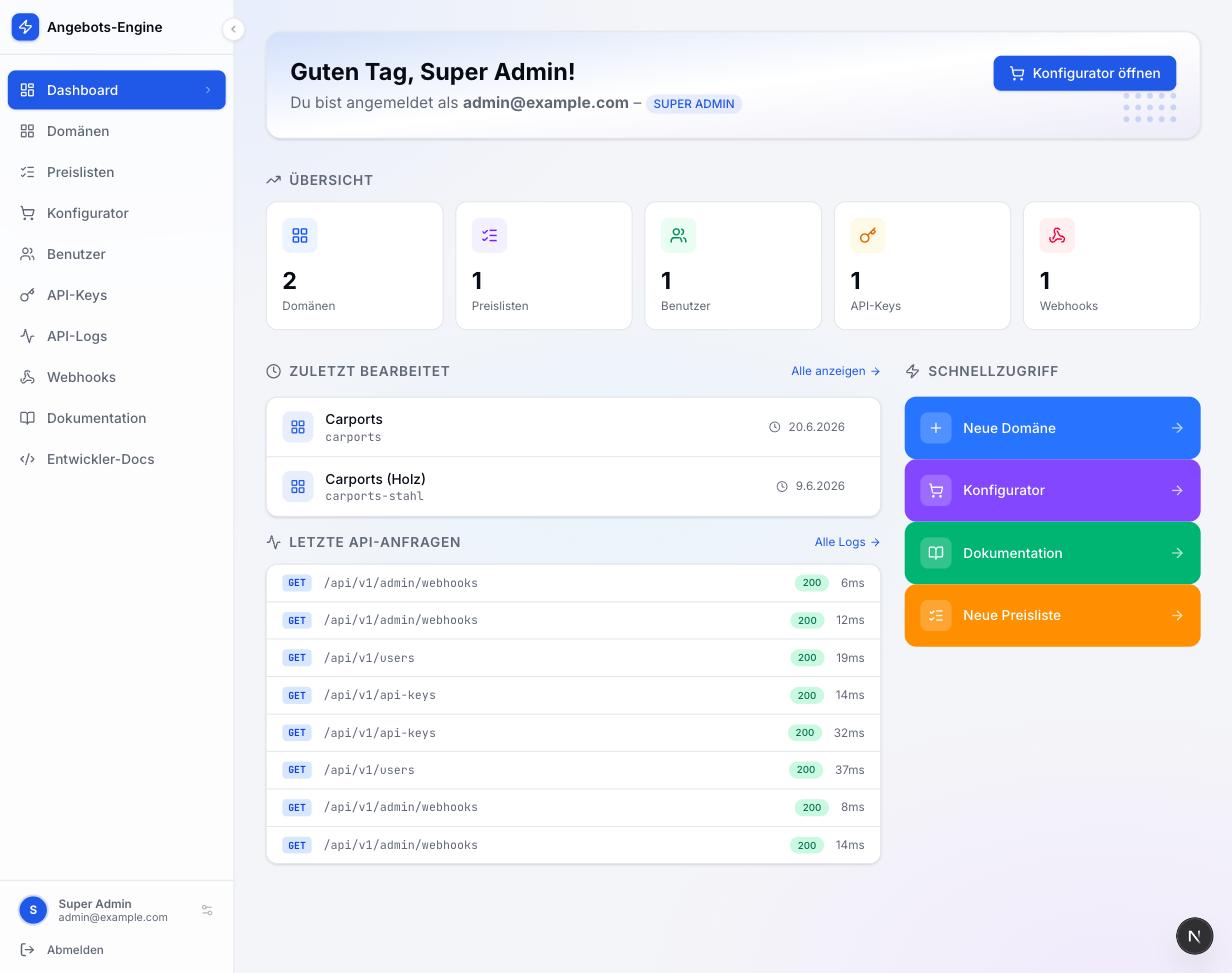 Angebots-Engine
Dashboard
Domänen
Preislisten
Konfigurator
Benutzer
API-Keys
API-Logs
Webhooks
Dokumentation
Entwickler-Docs
Super Admin
admin@example.com
S
Abmelden
Guten Tag, Super Admin!
Du bist angemeldet als admin@example.com – SUPER ADMIN
Konfigurator öffnen
ÜBERSICHT
2
Domänen
1
Preislisten
1
Benutzer
1
API-Keys
1
Webhooks
ZULETZT BEARBEITET
Alle anzeigen
Carports
carports
20.6.2026
Carports (Holz)
carports-stahl
9.6.2026
LETZTE API-ANFRAGEN
Alle Logs
GET /api/v1/admin/webhooks 200 6ms
GET /api/v1/admin/webhooks 200 12ms
GET /api/v1/users 200 19ms
GET /api/v1/api-keys 200 14ms
GET /api/v1/api-keys 200 32ms
GET /api/v1/users 200 37ms
GET /api/v1/admin/webhooks 200 8ms
GET /api/v1/admin/webhooks 200 14ms
SCHNELLZUGRIFF
Neue Domäne
Konfigurator
Dokumentation
Neue Preisliste
N